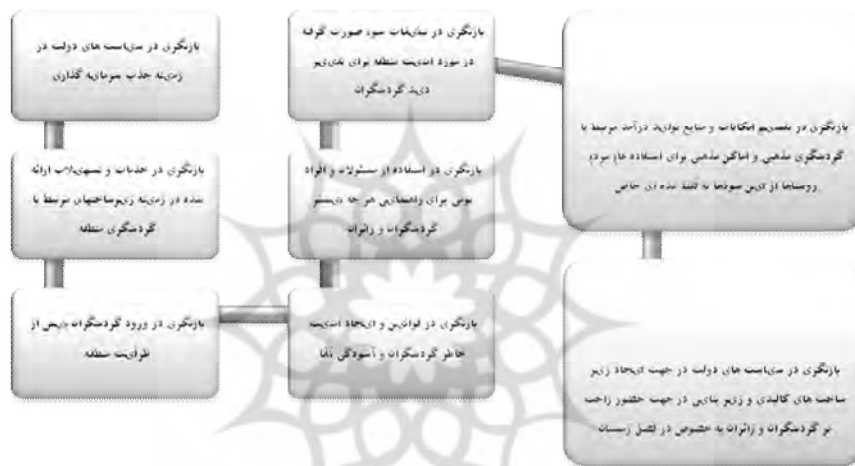 بازنگری در سیاست های دولت در
زمینه جذب سرمایه گذاری
بازنگری در خدمات و تسهیلات ارائه
شده در زمینه زیرساختهای مرتبط با
گردشگری منطقه
بازنگری در ورود گردشگران بیش از
ظرفیت منطقه
بازنگری در قوانین و ایجاد امنیت
خاطر گردشگران و آسودگی آنها
بازنگری در استفاده از مسئولان و افراد
بومی برای راهنمایی هر چه بیشتر
گردشگران و زائران
بازنگری در تبلیغات سوء صورت گرفته
در مورد امنیت منطقه برای تغییر
دید گردشگران
بازنگری در تقسیم امکانات و منابع تولید درآمد مرتبط با
گردشگری مذهبی و اماکن مذهبی برای استفاده مردم
روستاها از این سودها نه فقط عده ای خاص
بازنگری در سیاست های دولت در جهت ایجاد زیر
ساخت های کالبدی و زیر بنایی در جهت حضور راحت
تر گردشگران و زائران به خصوص در فصل زمستان